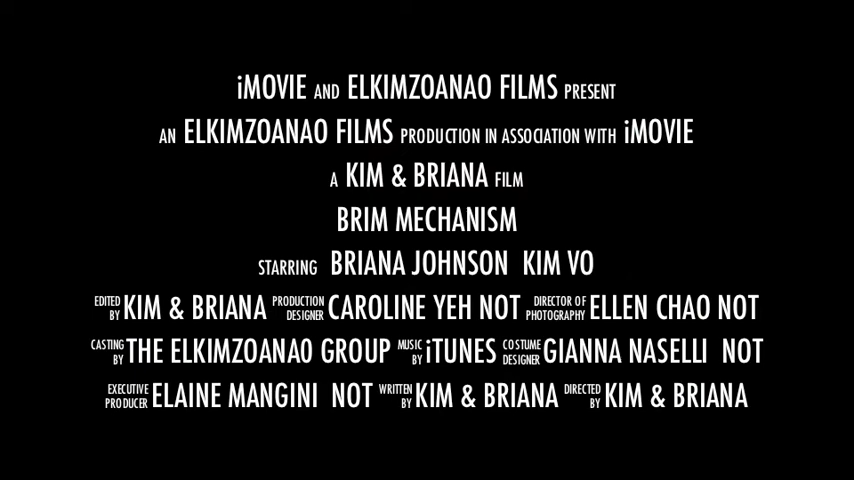 iMOVIE AND ELKIMZOANAO FILMS PRESENT
AN ELKIMZOANAO FILMS PRODUCTION IN ASSOCIATION WITH iMOVIE
A KIM & BRIANA FILM
BRIM MECHANISM
STARRING BRIANA JOHNSON KIM VO
EDITED BY KIM & BRIANA PRODUCTION DESIGNER CAROLINE YEH NOT DIRECTOR OF PHOTOGRAPHY ELLEN CHAO NOT
CASTING BY THE ELKIMZOANAO GROUP MUSIC BY iTUNES COSTUME DESIGNER GIANNA NASELLI NOT
EXECUTIVE PRODUCER ELAINE MANGINI NOT WRITTEN BY KIM & BRIANA DIRECTED BY KIM & BRIANA